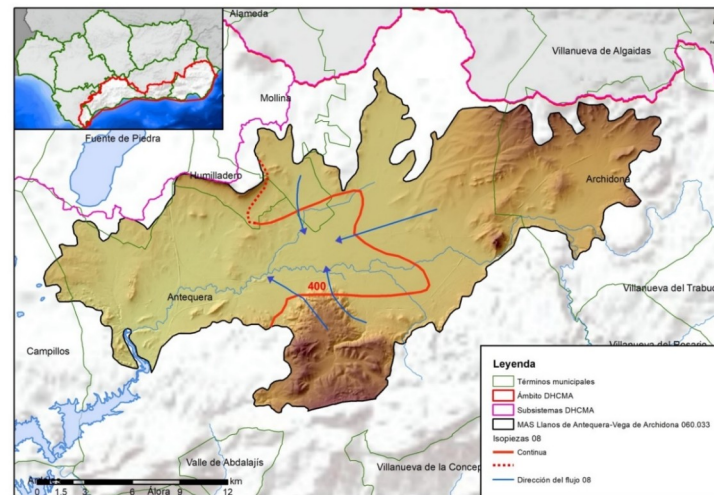 Alameda
Villanueva de Algaidas
Mollina
Fuente de Piedra
Humilladero
Archidona
400
Antequera
Villanueva del Trabuc
Villanueva del Rosario
Campillos
Leyenda
Términos municipales
Ámbito DHCMA
Subsistemas DHCMA
MAS Llanos de Antequera-Vega de Archidona 060.033
Isopiezas 08
Continua
Dirección del flujo 08
Valle de Abdalajís
Villanueva de la Concep
km
0 1.5 3 6 9 12
Álora